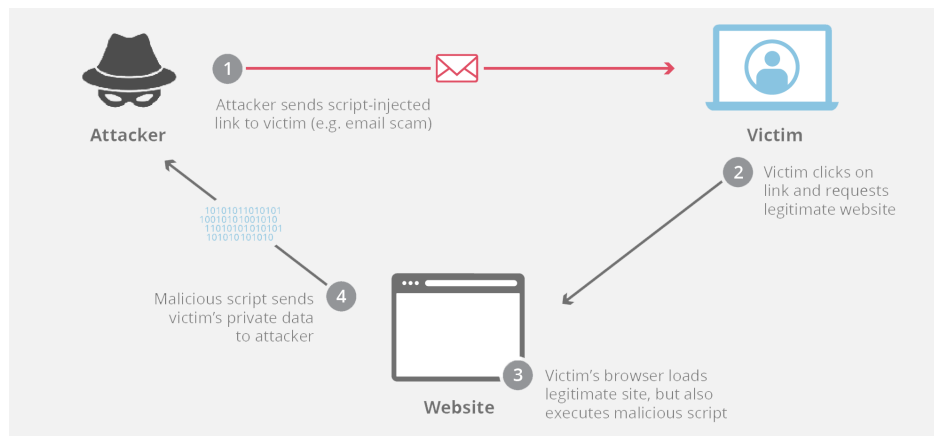 1
Attacker sends script-injected
link to victim (e.g. email scam)
Attacker
Victim
2
Victim clicks on
link and requests
legitimate website
10101011010101
10010101001010
11010101010101
101010101010
4
Malicious script sends
victim's private data
to attacker
3
Victim's browser loads
legitimate site, but also
executes malicious script
Website